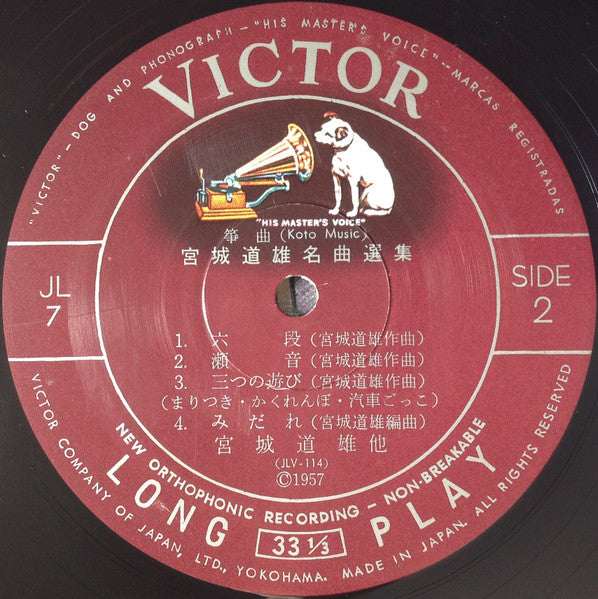 "VICTOR" — DOG AND PHONOGRAPH — "HIS MASTER'S VOICE" — MARCAS REGISTRADAS
VICTOR
"HIS MASTER'S VOICE"
箏曲(Koto Music)
宮城道雄名曲選集
JL
7
SIDE
2
1. 六段(宮城道雄作曲)
2. 瀬音(宮城道雄作曲)
3. 三つの遊び(宮城道雄作曲)
(まりつき・かくれんぼ・汽車ごっこ)
4. みだれ(宮城道雄編曲)
宮城道雄他
(JLV-114)
©1957
NEW ORTHOPHONIC RECORDING — NON-BREAKABLE
LONG PLAY
33 1/3
VICTOR COMPANY OF JAPAN, LTD., YOKOHAMA. MADE IN JAPAN. ALL RIGHTS RESERVED